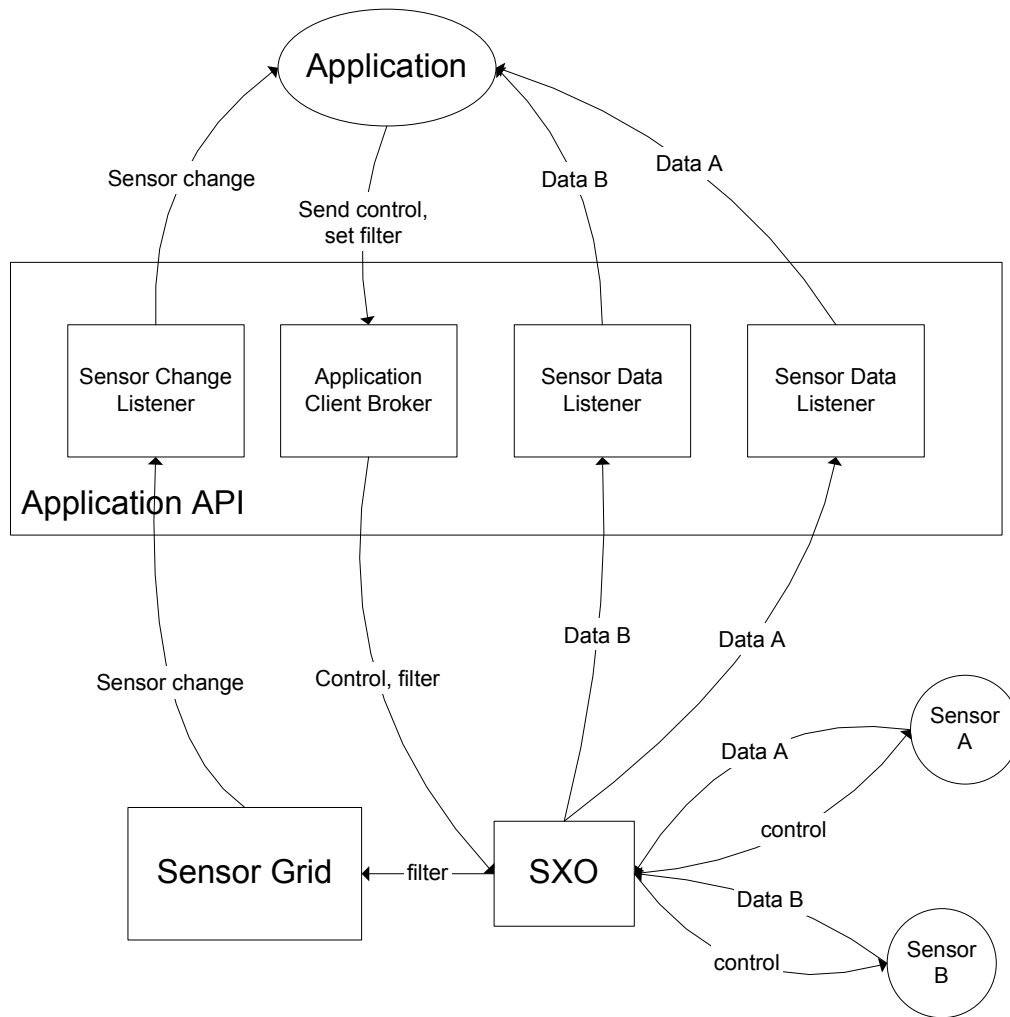 Application
Sensor change
Send control,
set filter
Data B
Data A
Sensor Change
Listener
Application
Client Broker
Sensor Data
Listener
Sensor Data
Listener
Application API
Sensor change
Control, filter
Data B
Data A
Sensor
A
Data A
control
Sensor Grid
filter
SXO
Data B
control
Sensor
B